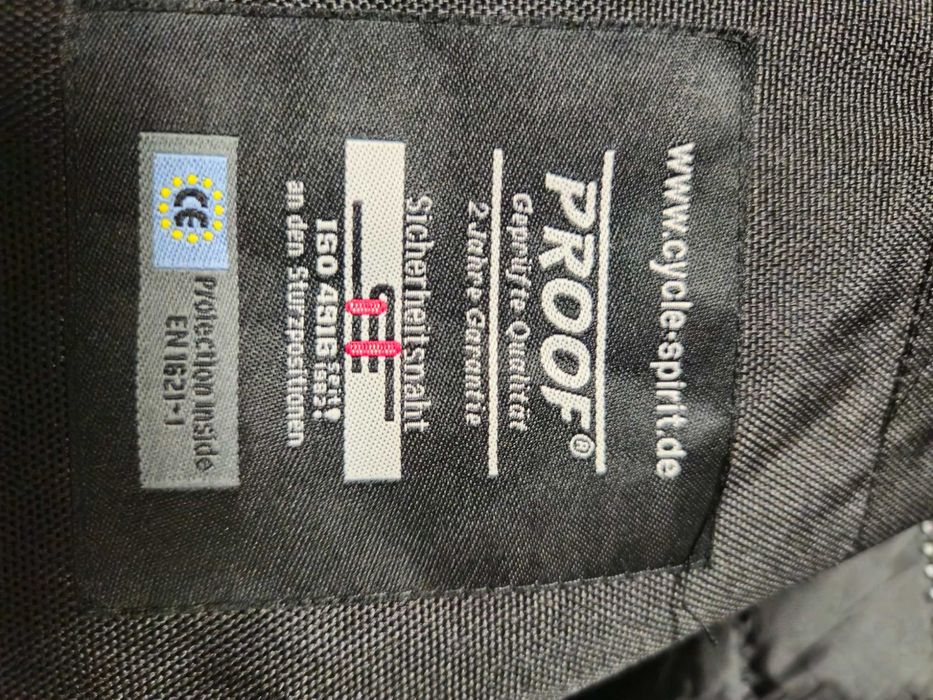 www.cycle-spirit.de
PROOF®
Geprüfte Qualität
2 Jahre Garantie
Sicherheitsnaht
ISO 4916
an den Sturzpositionen
CE
Protection inside
EN 1621-1